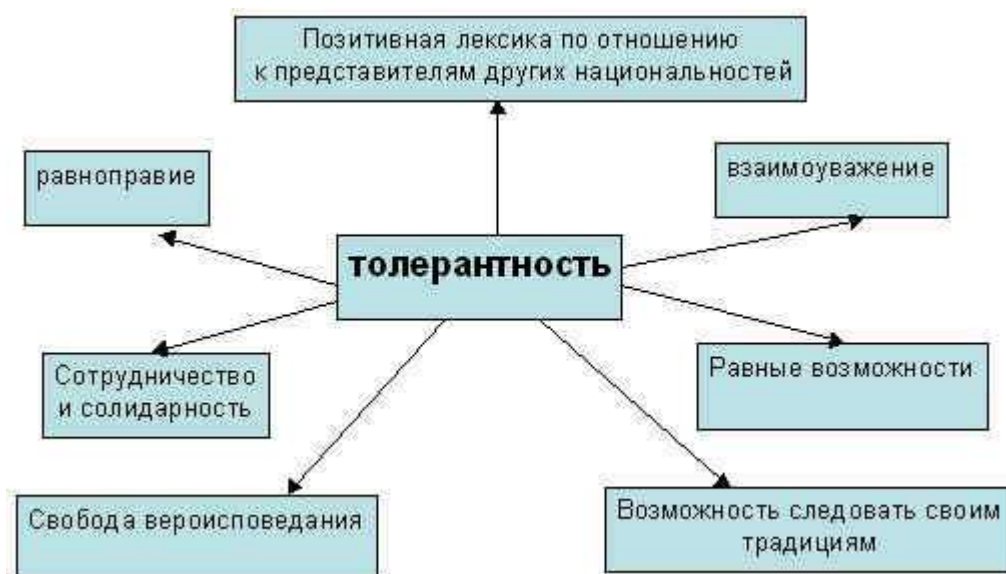 Позитивная лексика по отношению
к представителям других национальностей
равноправие
взаимоуважение
толерантность
Сотрудничество
и солидарность
Равные возможности
Свобода вероисповедания
Возможность следовать своим
традициям